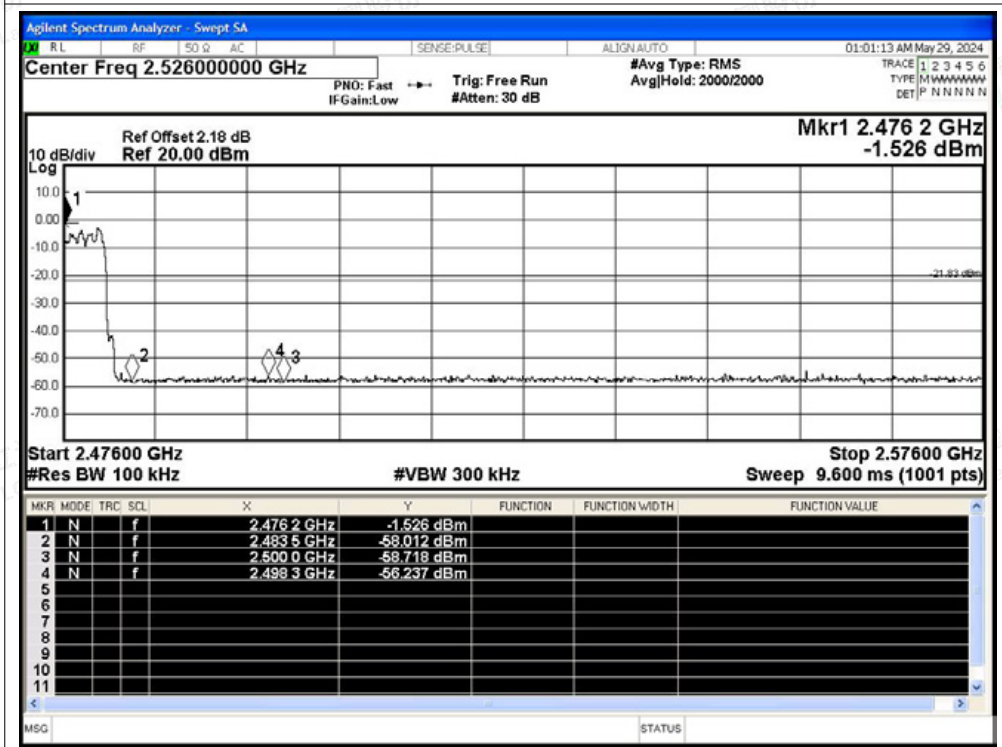 Agilent Spectrum Analyzer - Swept SA
LXI RL RF 50 Ω AC SENSE:PULSE ALIGN AUTO 01:01:13 AM May 29, 2024
Center Freq 2.526000000 GHz
PNO: Fast
IFGain:Low
Trig: Free Run
#Atten: 30 dB
#Avg Type: RMS
Avg|Hold: 2000/2000
TRACE 1 2 3 4 5 6
TYPE M W W W W W
DET P N N N N N
Ref Offset 2.18 dB
10 dB/div Ref 20.00 dBm
Log
Mkr1 2.476 2 GHz
-1.526 dBm
10.0
0.00
-10.0
-20.0
-30.0
-40.0
-50.0
-60.0
-70.0
1
2
4
3
-21.83 dBm
Start 2.47600 GHz Stop 2.57600 GHz
#Res BW 100 kHz #VBW 300 kHz Sweep 9.600 ms (1001 pts)
MKR MODE TRC SCL X Y FUNCTION FUNCTION WIDTH FUNCTION VALUE
1 N f 2.476 2 GHz -1.526 dBm
2 N f 2.483 5 GHz -58.012 dBm
3 N f 2.500 0 GHz -58.718 dBm
4 N f 2.498 3 GHz -56.237 dBm
5
6
7
8
9
10
11
MSG STATUS